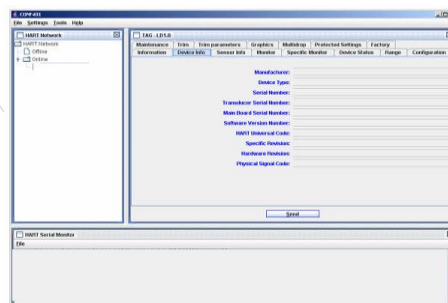 CONF401
File Settings Tools Help
HART Network
HART Network
Offline
Online
TAG - LD1.0
Maintenance Trim Trim parameters Graphics Multidrop Protected Settings Factory
Information Device Info Sensor Info Monitor Specific Monitor Device Status Range Configuration
Manufacturer:
Device Type:
Serial Number:
Transducer Serial Number:
Main Board Serial Number:
Software Version Number:
HART Universal Code:
Specific Revision:
Hardware Revision:
Physical Signal Code:
Send
HART Serial Monitor
File